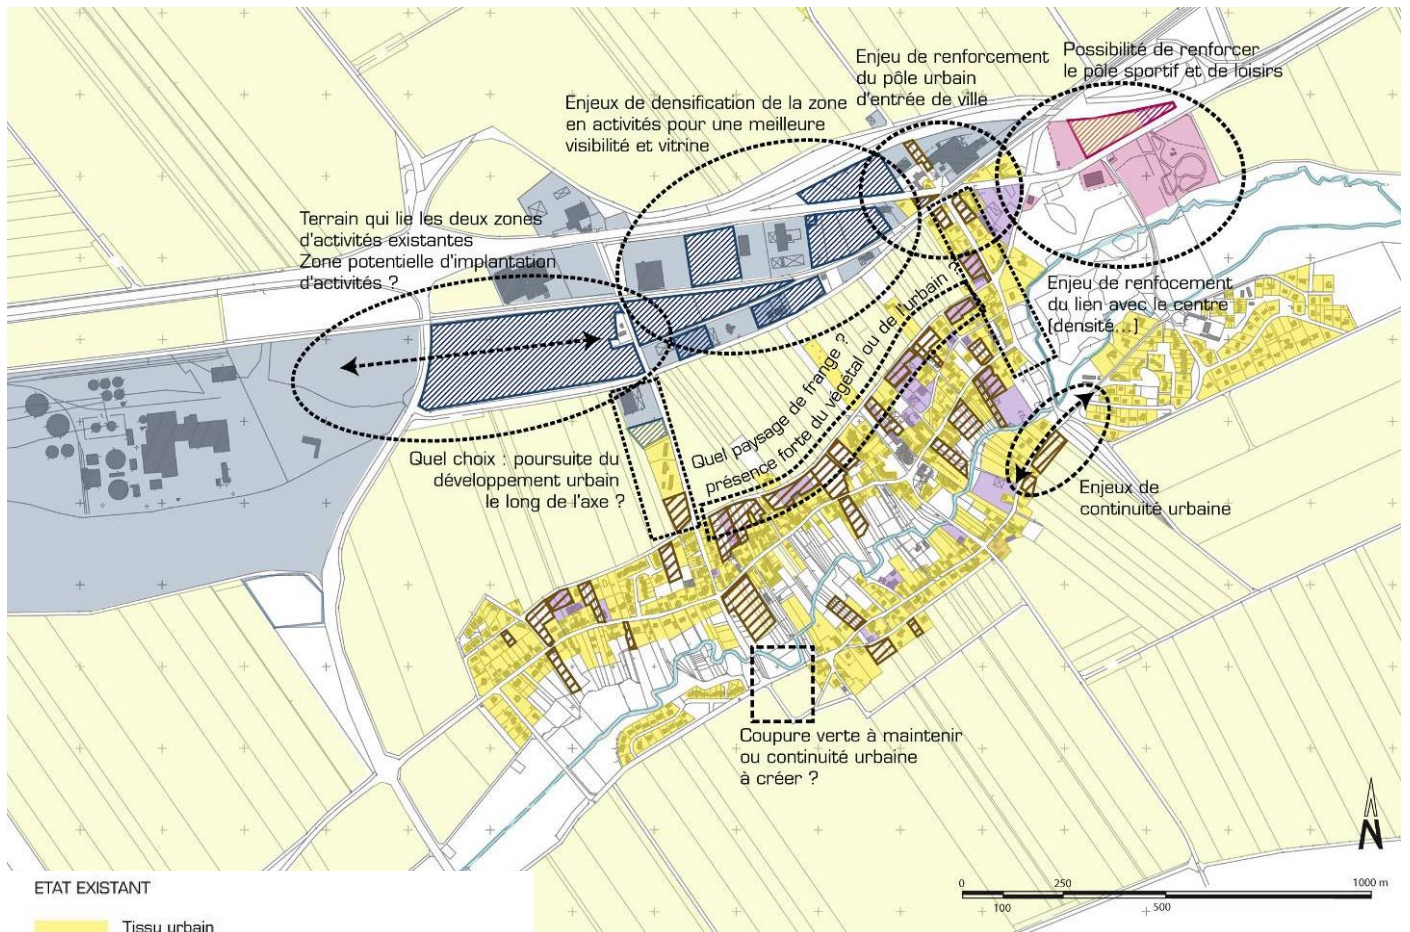 Possibilité de renforcer
le pôle sportif et de loisirs
Enjeu de renforcement
du pôle urbain
d'entrée de ville
Enjeux de densification de la zone
en activités pour une meilleure
visibilité et vitrine
Terrain qui lie les deux zones
d'activités existantes
Zone potentielle d'implantation
d'activités ?
Enjeu de renfocement
du lien avec le centre
[densité...]
Quel paysage de frange ?
présence forte du végétal ou de l'urbain ?
Quel choix : poursuite du
développement urbain
le long de l'axe ?
Enjeux de
continuité urbaine
Coupure verte à maintenir
ou continuité urbaine
à créer ?
N
0 250 1000 m
100 500
ETAT EXISTANT
Tissu urbain